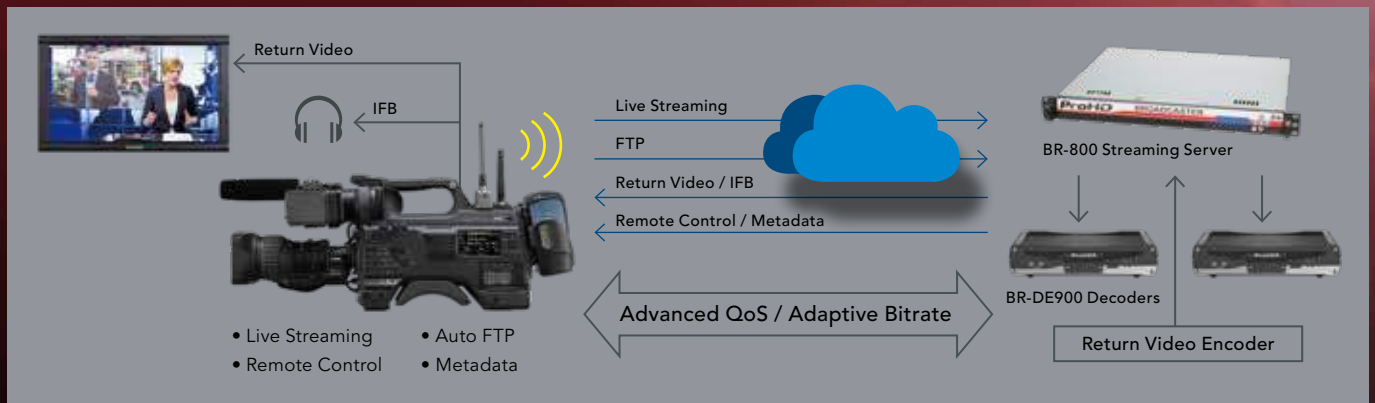 Return Video
IFB
Live Streaming
FTP
Return Video / IFB
Remote Control / Metadata
ProHD BROADCASTER
BR-800 Streaming Server
BR-DE900 Decoders
Advanced QoS / Adaptive Bitrate
Return Video Encoder
• Live Streaming
• Remote Control
• Auto FTP
• Metadata